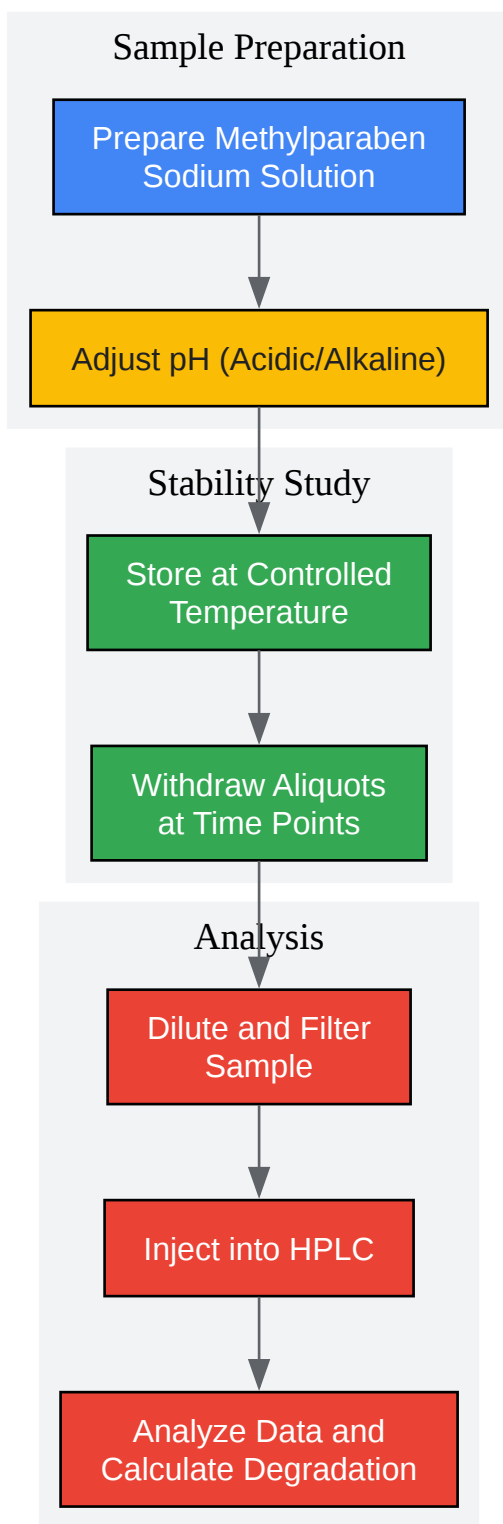 Sample Preparation
Prepare Methylparaben
Sodium Solution
Adjust pH (Acidic/Alkaline)
Stability Study
Store at Controlled
Temperature
Withdraw Aliquots
at Time Points
Analysis
Dilute and Filter
Sample
Inject into HPLC
Analyze Data and
Calculate Degradation